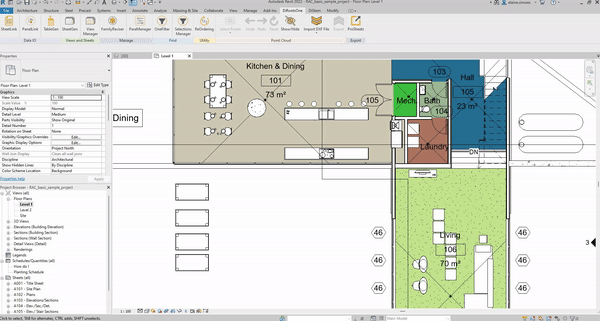 Autodesk Revit 2022 - RAC_basic_sample_project - Floor Plan: Level 1
File Architecture Structure Steel Precast Systems Insert Annotate Analyze Massing & Site Collaborate View Manage Add-Ins DiRootsOne DiStem Modify
SheetLink PointLink TableGen SheetGen View Manager FamilyReviser ParaManager OneFilter Selections Manager ReOrdering Import DXF File Show/Hide ProSheets
Data IO Views and Sheets Manage Filter Utility Point Cloud Export
Properties
Floor Plan
Floor Plan: Level 1
Edit Type
Graphics
View Scale 1 : 100
Scale Value 1: 100
Display Model Normal
Detail Level Medium
Parts Visibility Show Original
Detail Number
Rotation on Sheet None
Visibility/Graphics Overrides Edit...
Graphic Display Options Edit...
Orientation Project North
Wall Join Display Clean all wall joins
Discipline Architectural
Show Hidden Lines By Discipline
Color Scheme Location Background
Properties help
Apply
Project Browser - RAC_basic_sample_project
Views (all)
Floor Plans
Level 1
Level 2
Site
3D Views
Elevations (Building Elevation)
Sections (Building Section)
Sections (Wall Section)
Detail Views (Detail)
Renderings
Legends
Schedules/Quantities (all)
How do I
Planting Schedule
Sheets (all)
A001 - Title Sheet
A101 - Site Plan
A102 - Plans
A103 - Elevations/Sections
A104 - Elev./Sec./Det.
Level 1
Kitchen & Dining
101
73 m²
Dining
105
Mech.
Bath
103
104
Hall
105
23 m²
Laundry
DN
Living
106
70 m²
46
46
46
46
46
46
3
1 : 100
Click to select, TAB for alternates, CTRL adds, SHIFT unselects.
Main Model